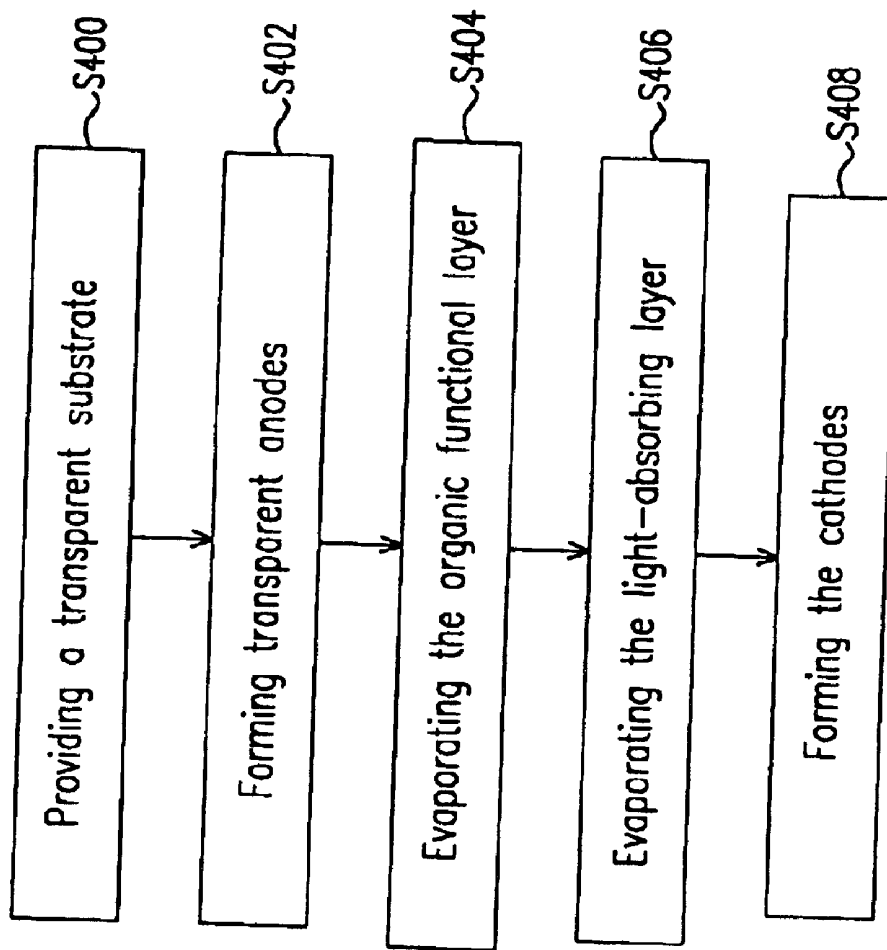 Providing a transparent substrate
S400
Forming transparent anodes
S402
Evaporating the organic functional layer
S404
Evaporating the light-absorbing layer
S406
Forming the cathodes
S408